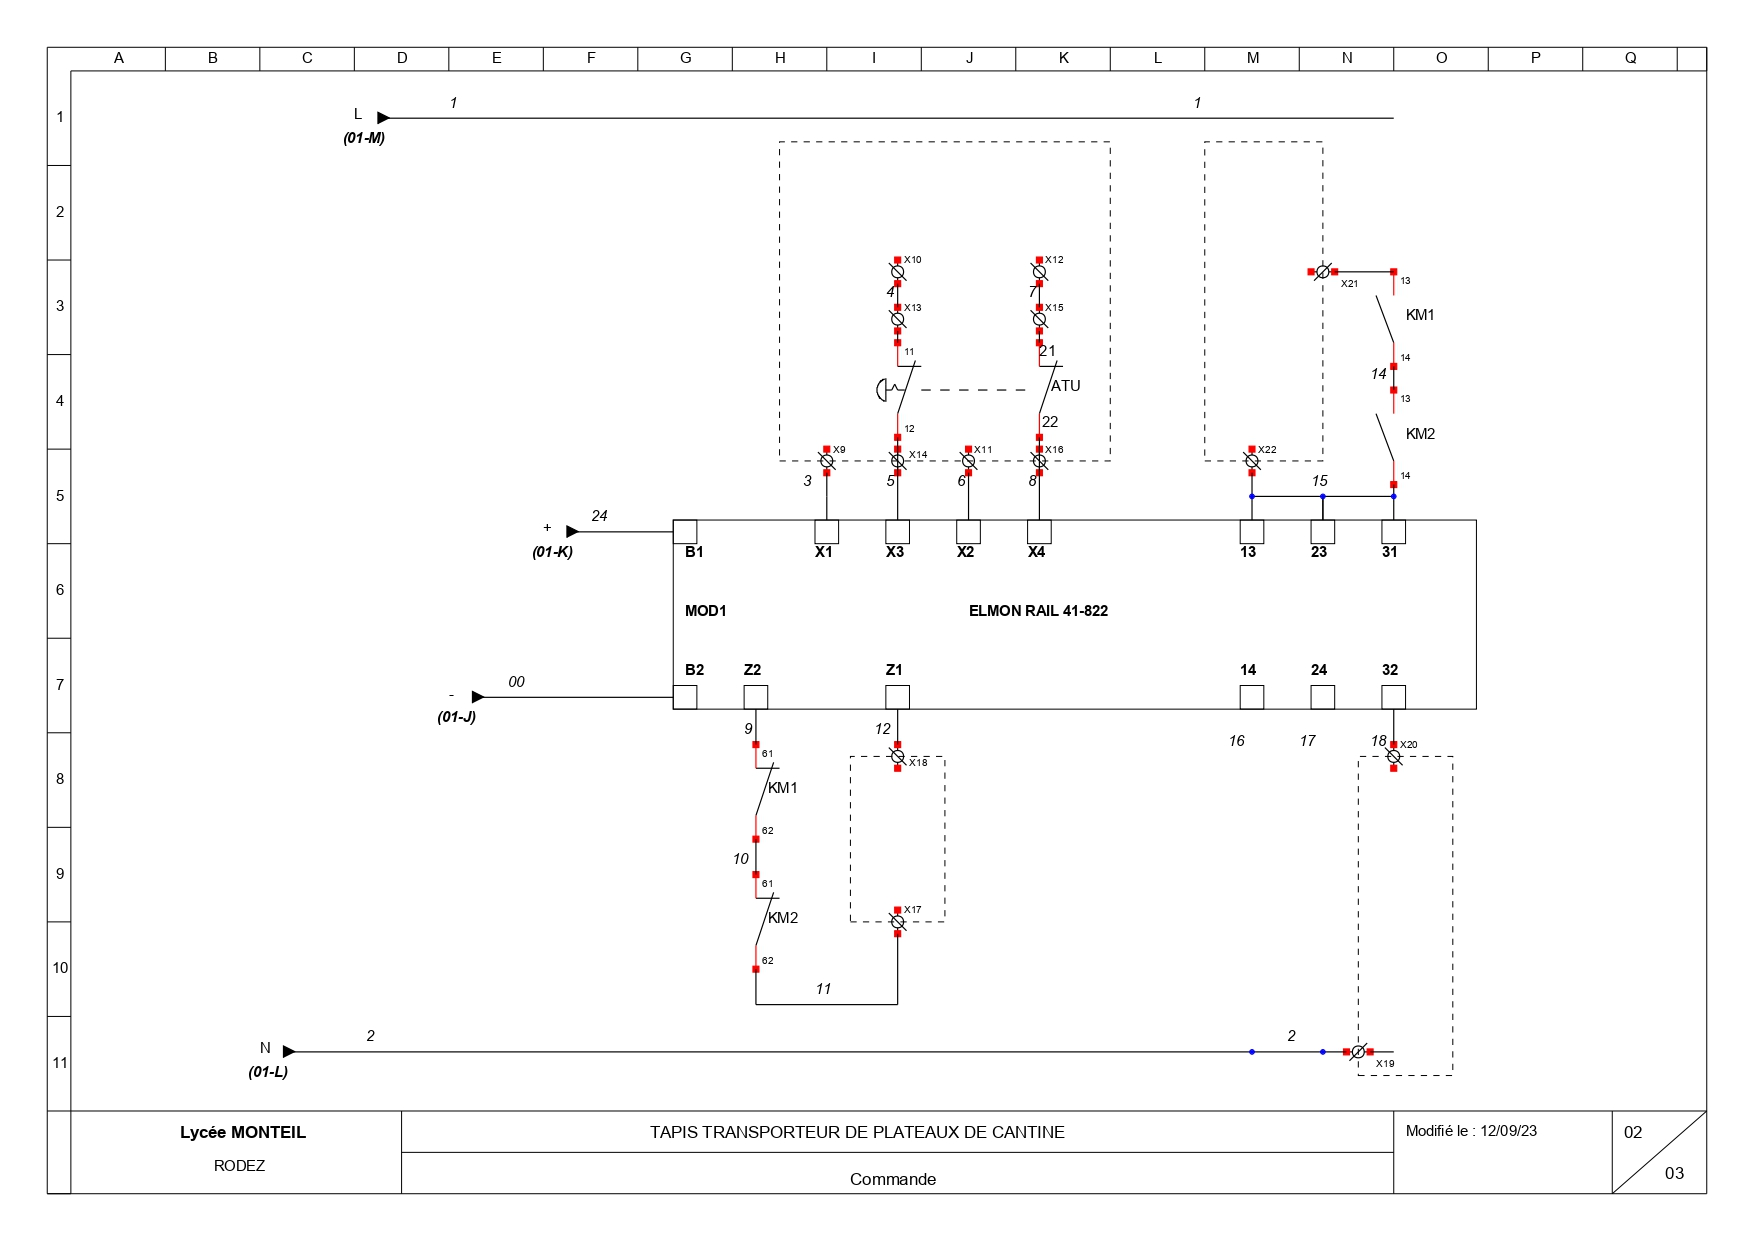 A B C D E F G H I J K L M N O P Q
1
L
1
1
(01-M)
2
X10
X12
X21
13
4
7
3
X13
X15
KM1
11
21
14
14
ATU
4
13
12
22
KM2
X9
X14
X11
X16
X22
14
3
5
6
8
15
5
+
24
(01-K)
B1
X1
X3
X2
X4
13
23
31
6
MOD1
ELMON RAIL 41-822
B2
Z2
Z1
14
24
32
7
-
00
(01-J)
9
12
16
17
18
X20
61
X18
8
KM1
62
10
9
61
X17
KM2
62
10
11
2
2
N
11
X19
(01-L)
Lycée MONTEIL
RODEZ
TAPIS TRANSPORTEUR DE PLATEAUX DE CANTINE
Commande
Modifié le : 12/09/23
02
03